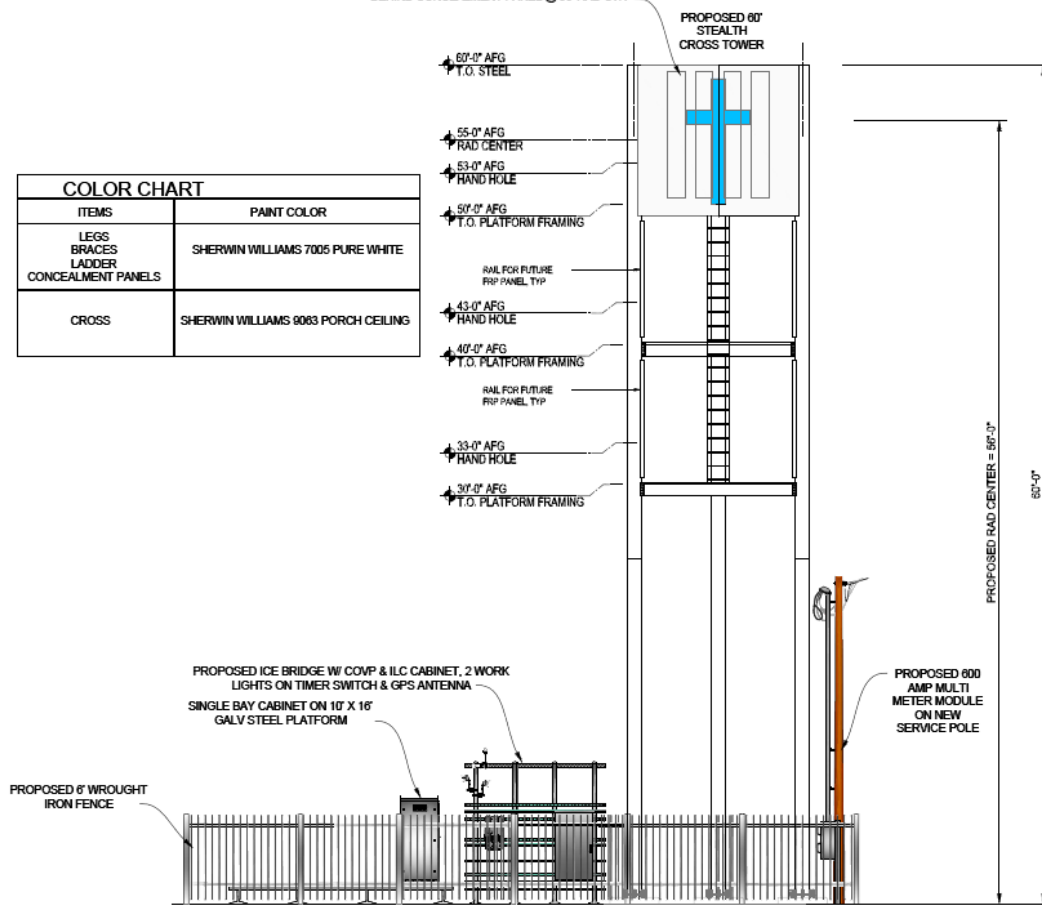 PROPOSED 60'
STEALTH
CROSS TOWER
60'-0" AFG
T.O. STEEL
55-0" AFG
RAD CENTER
53-0" AFG
HAND HOLE
50'-0" AFG
T.O. PLATFORM FRAMING
COLOR CHART
ITEMS
PAINT COLOR
LEGS
BRACES
LADDER
CONCEALMENT PANELS
SHERWIN WILLIAMS 7005 PURE WHITE
CROSS
SHERWIN WILLIAMS 9063 PORCH CEILING
RAIL FOR FUTURE
FRP PANEL, TYP
43-0" AFG
HAND HOLE
40'-0" AFG
T.O. PLATFORM FRAMING
RAIL FOR FUTURE
FRP PANEL, TYP
33-0" AFG
HAND HOLE
30'-0" AFG
T.O. PLATFORM FRAMING
PROPOSED RAD CENTER = 56'-0"
60'-0"
PROPOSED ICE BRIDGE W/ COVP & ILC CABINET, 2 WORK
LIGHTS ON TIMER SWITCH & GPS ANTENNA
SINGLE BAY CABINET ON 10' X 16'
GALV STEEL PLATFORM
PROPOSED 600
AMP MULTI
METER MODULE
ON NEW
SERVICE POLE
PROPOSED 6' WROUGHT
IRON FENCE